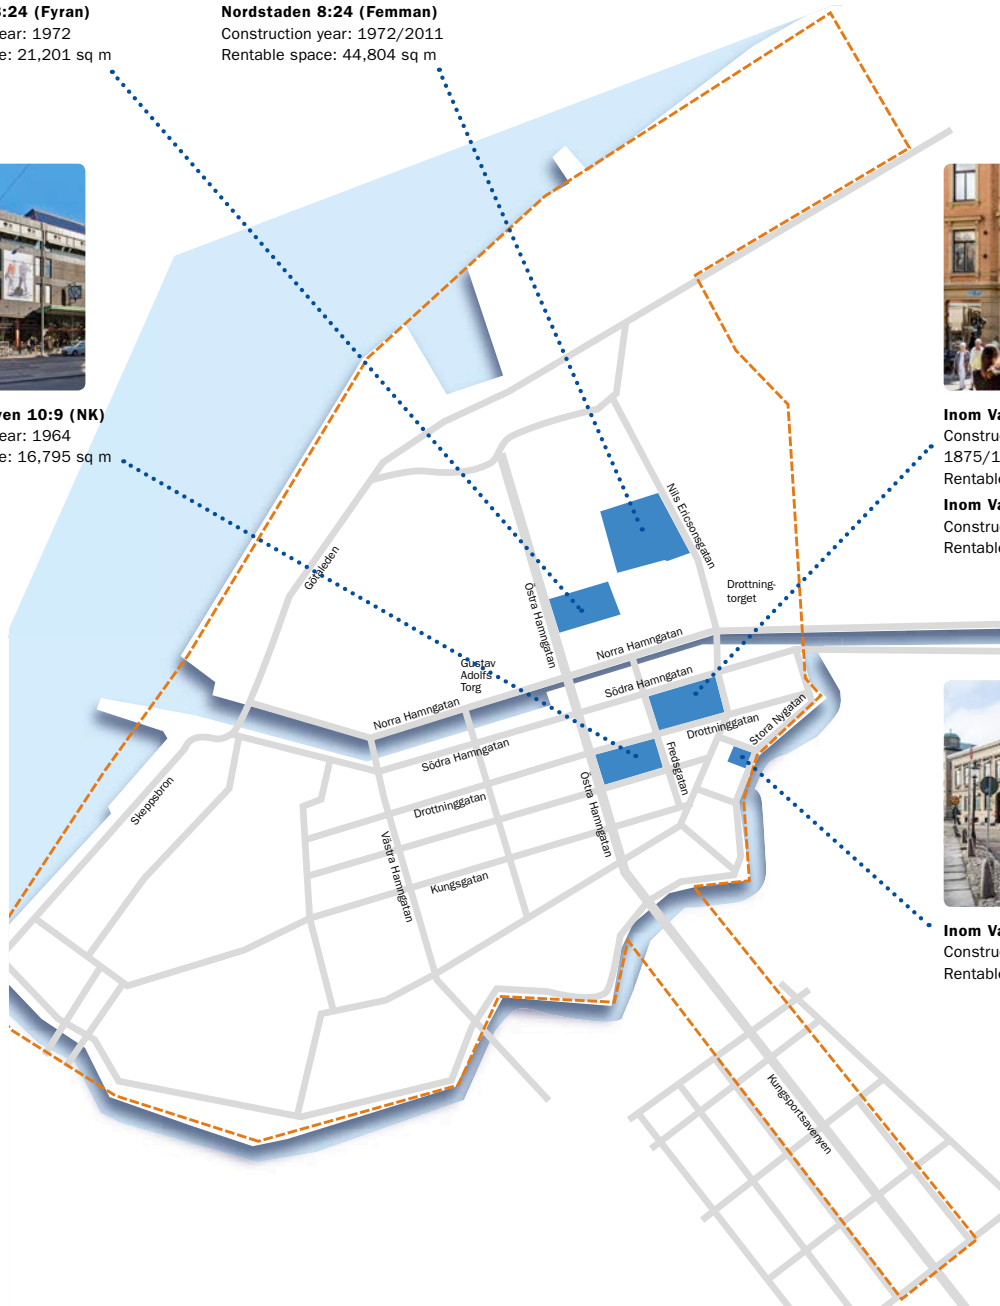 :24 (Fyran)
ear: 1972
e: 21,201 sq m
Nordstaden 8:24 (Femman)
Construction year: 1972/2011
Rentable space: 44,804 sq m
en 10:9 (NK)
ear: 1964
e: 16,795 sq m
Inom Va
Constru
1875/1
Rentable
Inom Va
Constru
Rentable
Nils Ericsonsgatan
Götaleden
Östra Hamngatan
Drottning-
torget
Norra Hamngatan
Gustav
Adolfs
Torg
Södra Hamngatan
Norra Hamngatan
Drottninggatan
Stora Nygatan
Södra Hamngatan
Fredsgatan
Skeppsbron
Östra Hamngatan
Drottninggatan
Västra Hamngatan
Kungsgatan
Inom Va
Constru
Rentable
Kungsportsavenyen